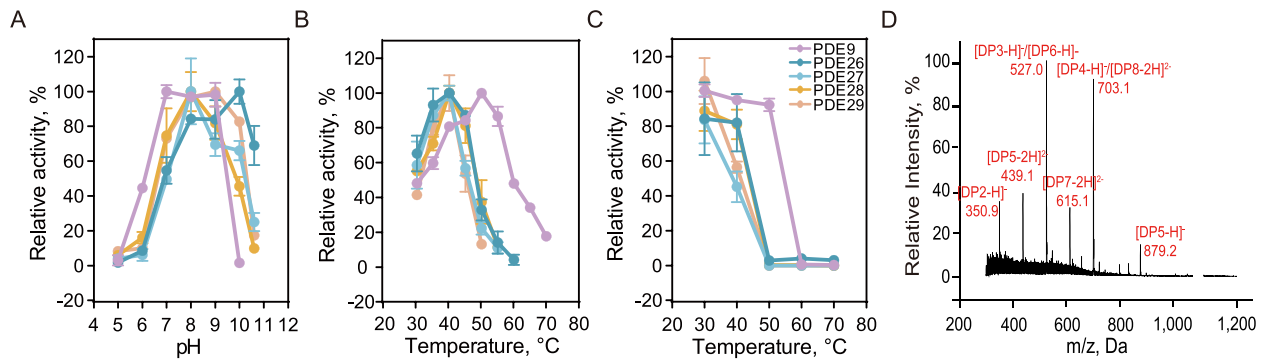 A
Relative activity, %
120
100
80
60
40
20
0
-20
4 5 6 7 8 9 10 11 12
pH
B
Relative activity, %
120
100
80
60
40
20
0
-20
20 30 40 50 60 70 80
Temperature, °C
C
Relative activity, %
120
100
80
60
40
20
0
-20
20 30 40 50 60 70 80
Temperature, °C
PDE9
PDE26
PDE27
PDE28
PDE29
D
Relative Intensity, %
100
80
60
40
20
0
200 400 600 800 1,000 1,200
m/z, Da
[DP3-H]⁻/[DP6-H]-
527.0
[DP4-H]⁻/[DP8-2H]²⁻
703.1
[DP5-2H]²⁻
439.1
[DP7-2H]²⁻
615.1
[DP2-H]⁻
350.9
[DP5-H]⁻
879.2